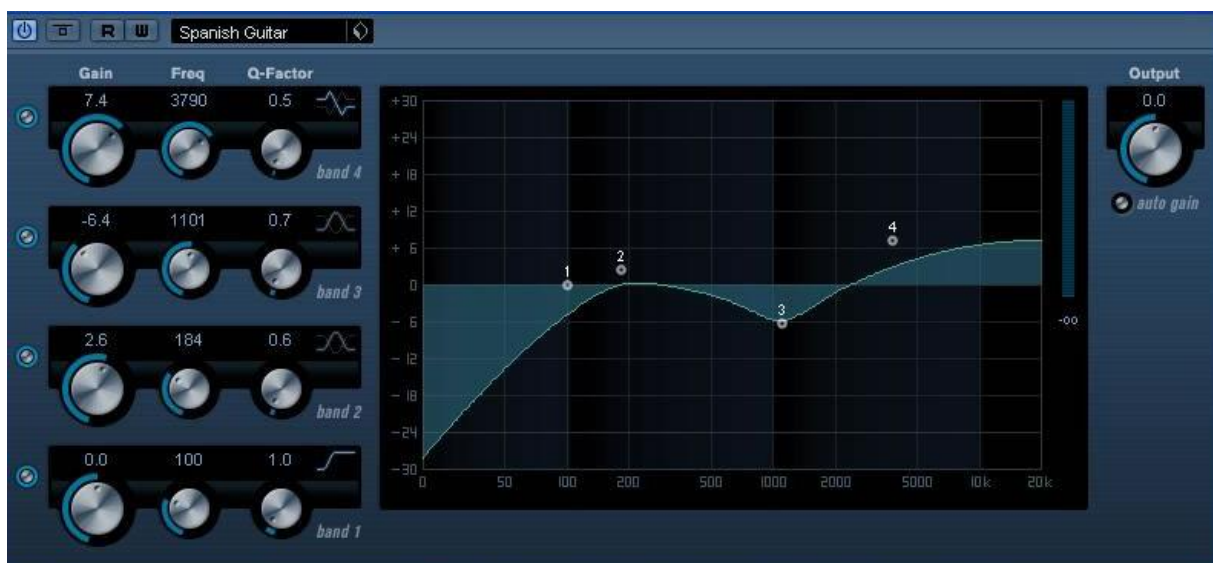 R W Spanish Guitar
Gain Freq Q-Factor
7.4 3790 0.5
band 4
-6.4 1101 0.7
band 3
2.6 184 0.6
band 2
0.0 100 1.0
band 1
+30
+24
+18
+12
+ 6
0
- 6
- 12
- 18
-24
-30
1
2
3
4
0 50 100 200 500 1000 2000 5000 10k 20k
-oo
Output
0.0
auto gain